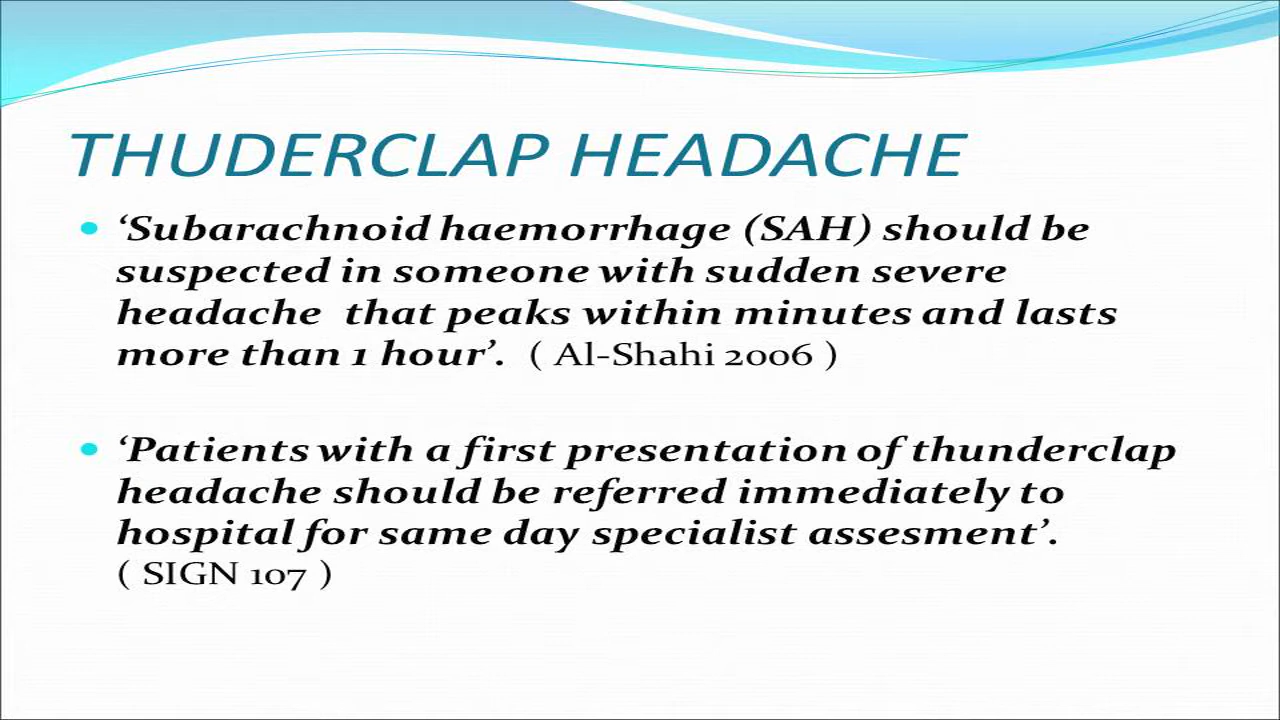 THUDERCLAP HEADACHE
• ‘Subarachnoid haemorrhage (SAH) should be
suspected in someone with sudden severe
headache  that peaks within minutes and lasts
more than 1 hour’.  ( Al-Shahi 2006 )
• ‘Patients with a first presentation of thunderclap
headache should be referred immediately to
hospital for same day specialist assesment’.
( SIGN 107 )